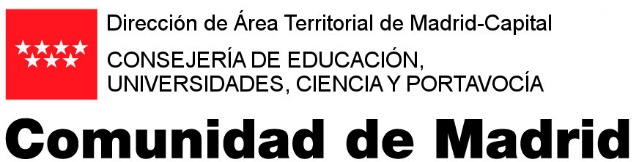 Dirección de Área Territorial de Madrid-Capital
CONSEJERÍA DE EDUCACIÓN,
UNIVERSIDADES, CIENCIA Y PORTAVOCÍA
Comunidad de Madrid